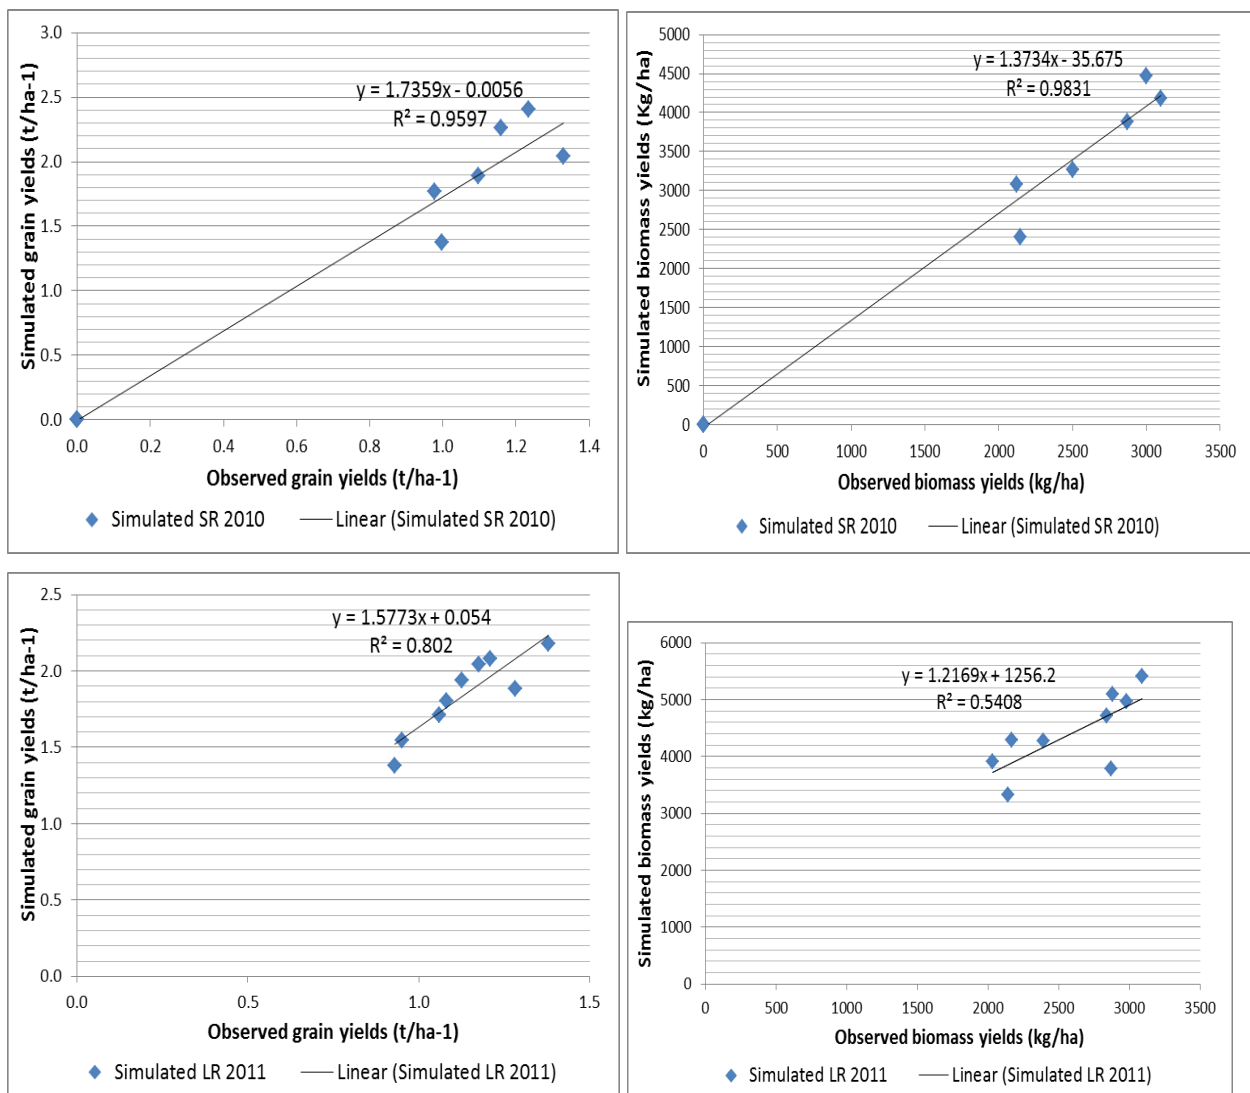 3.0
2.5
2.0
1.5
1.0
0.5
0.0
Simulated grain yields (t/ha-1)
y = 1.7359x - 0.0056
R² = 0.9597
0.0 0.2 0.4 0.6 0.8 1.0 1.2 1.4
Observed grain yields (t/ha-1)
Simulated SR 2010 Linear (Simulated SR 2010)
5000
4500
4000
3500
3000
2500
2000
1500
1000
500
0
Simulated biomass yields (Kg/ha)
y = 1.3734x - 35.675
R² = 0.9831
0 500 1000 1500 2000 2500 3000 3500
Observed biomass yields (kg/ha)
Simulated SR 2010 Linear (Simulated SR 2010)
2.5
2.0
1.5
1.0
0.5
0.0
Simulated grain yields (t/ha-1)
y = 1.5773x + 0.054
R² = 0.802
0.0 1.0 1.5
Observed grain yields (t/ha-1)
Simulated LR 2011 Linear (Simulated LR 2011)
6000
5000
4000
3000
2000
1000
0
Simulated biomass yields (kg/ha)
y = 1.2169x + 1256.2
R² = 0.5408
0 500 1000 1500 2000 2500 3000 3500
Observed biomass yields (kg/ha)
Simulated LR 2011 Linear (Simulated LR 2011)